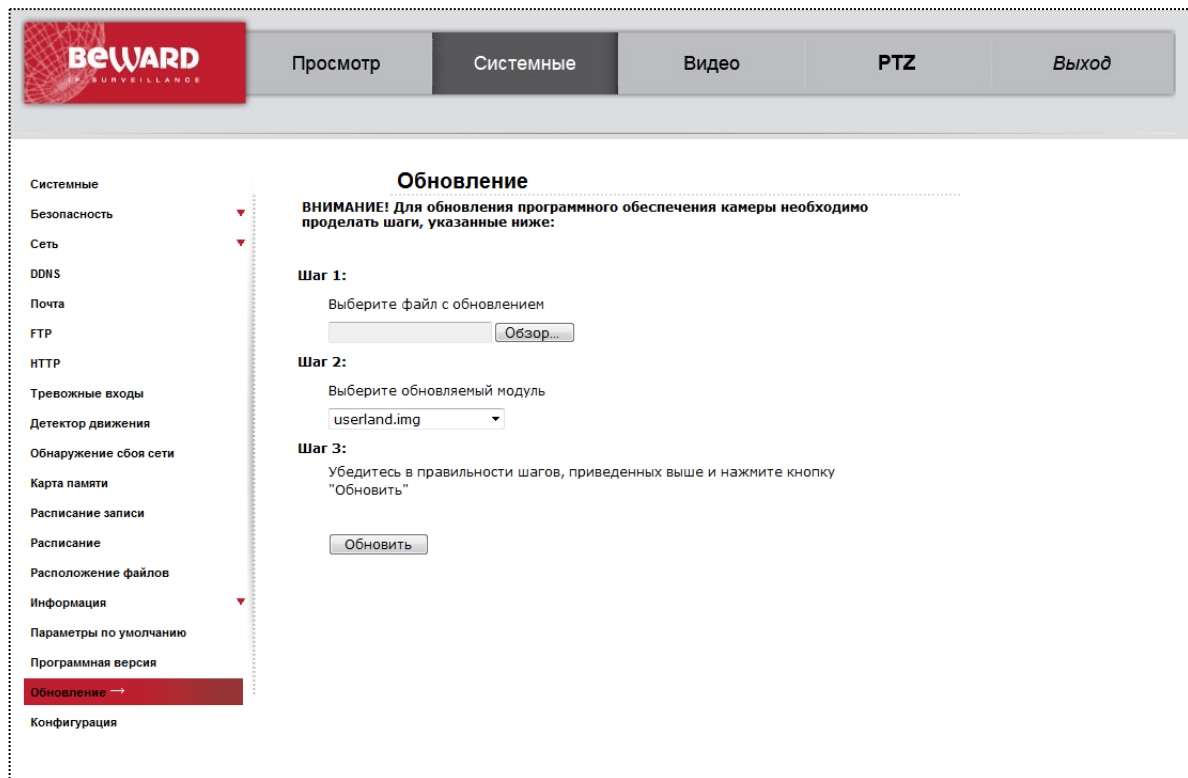 BEWARD
IP SURVEILLANCE
Просмотр
Системные
Видео
PTZ
Выход
Системные
Безопасность
Сеть
DDNS
Почта
FTP
HTTP
Тревожные входы
Детектор движения
Обнаружение сбоя сети
Карта памяти
Расписание записи
Расписание
Расположение файлов
Информация
Параметры по умолчанию
Программная версия
Обновление →
Конфигурация
Обновление
ВНИМАНИЕ! Для обновления программного обеспечения камеры необходимо
проделать шаги, указанные ниже:
Шаг 1:
Выберите файл с обновлением
Обзор...
Шаг 2:
Выберите обновляемый модуль
userland.img
Шаг 3:
Убедитесь в правильности шагов, приведенных выше и нажмите кнопку
"Обновить"
Обновить